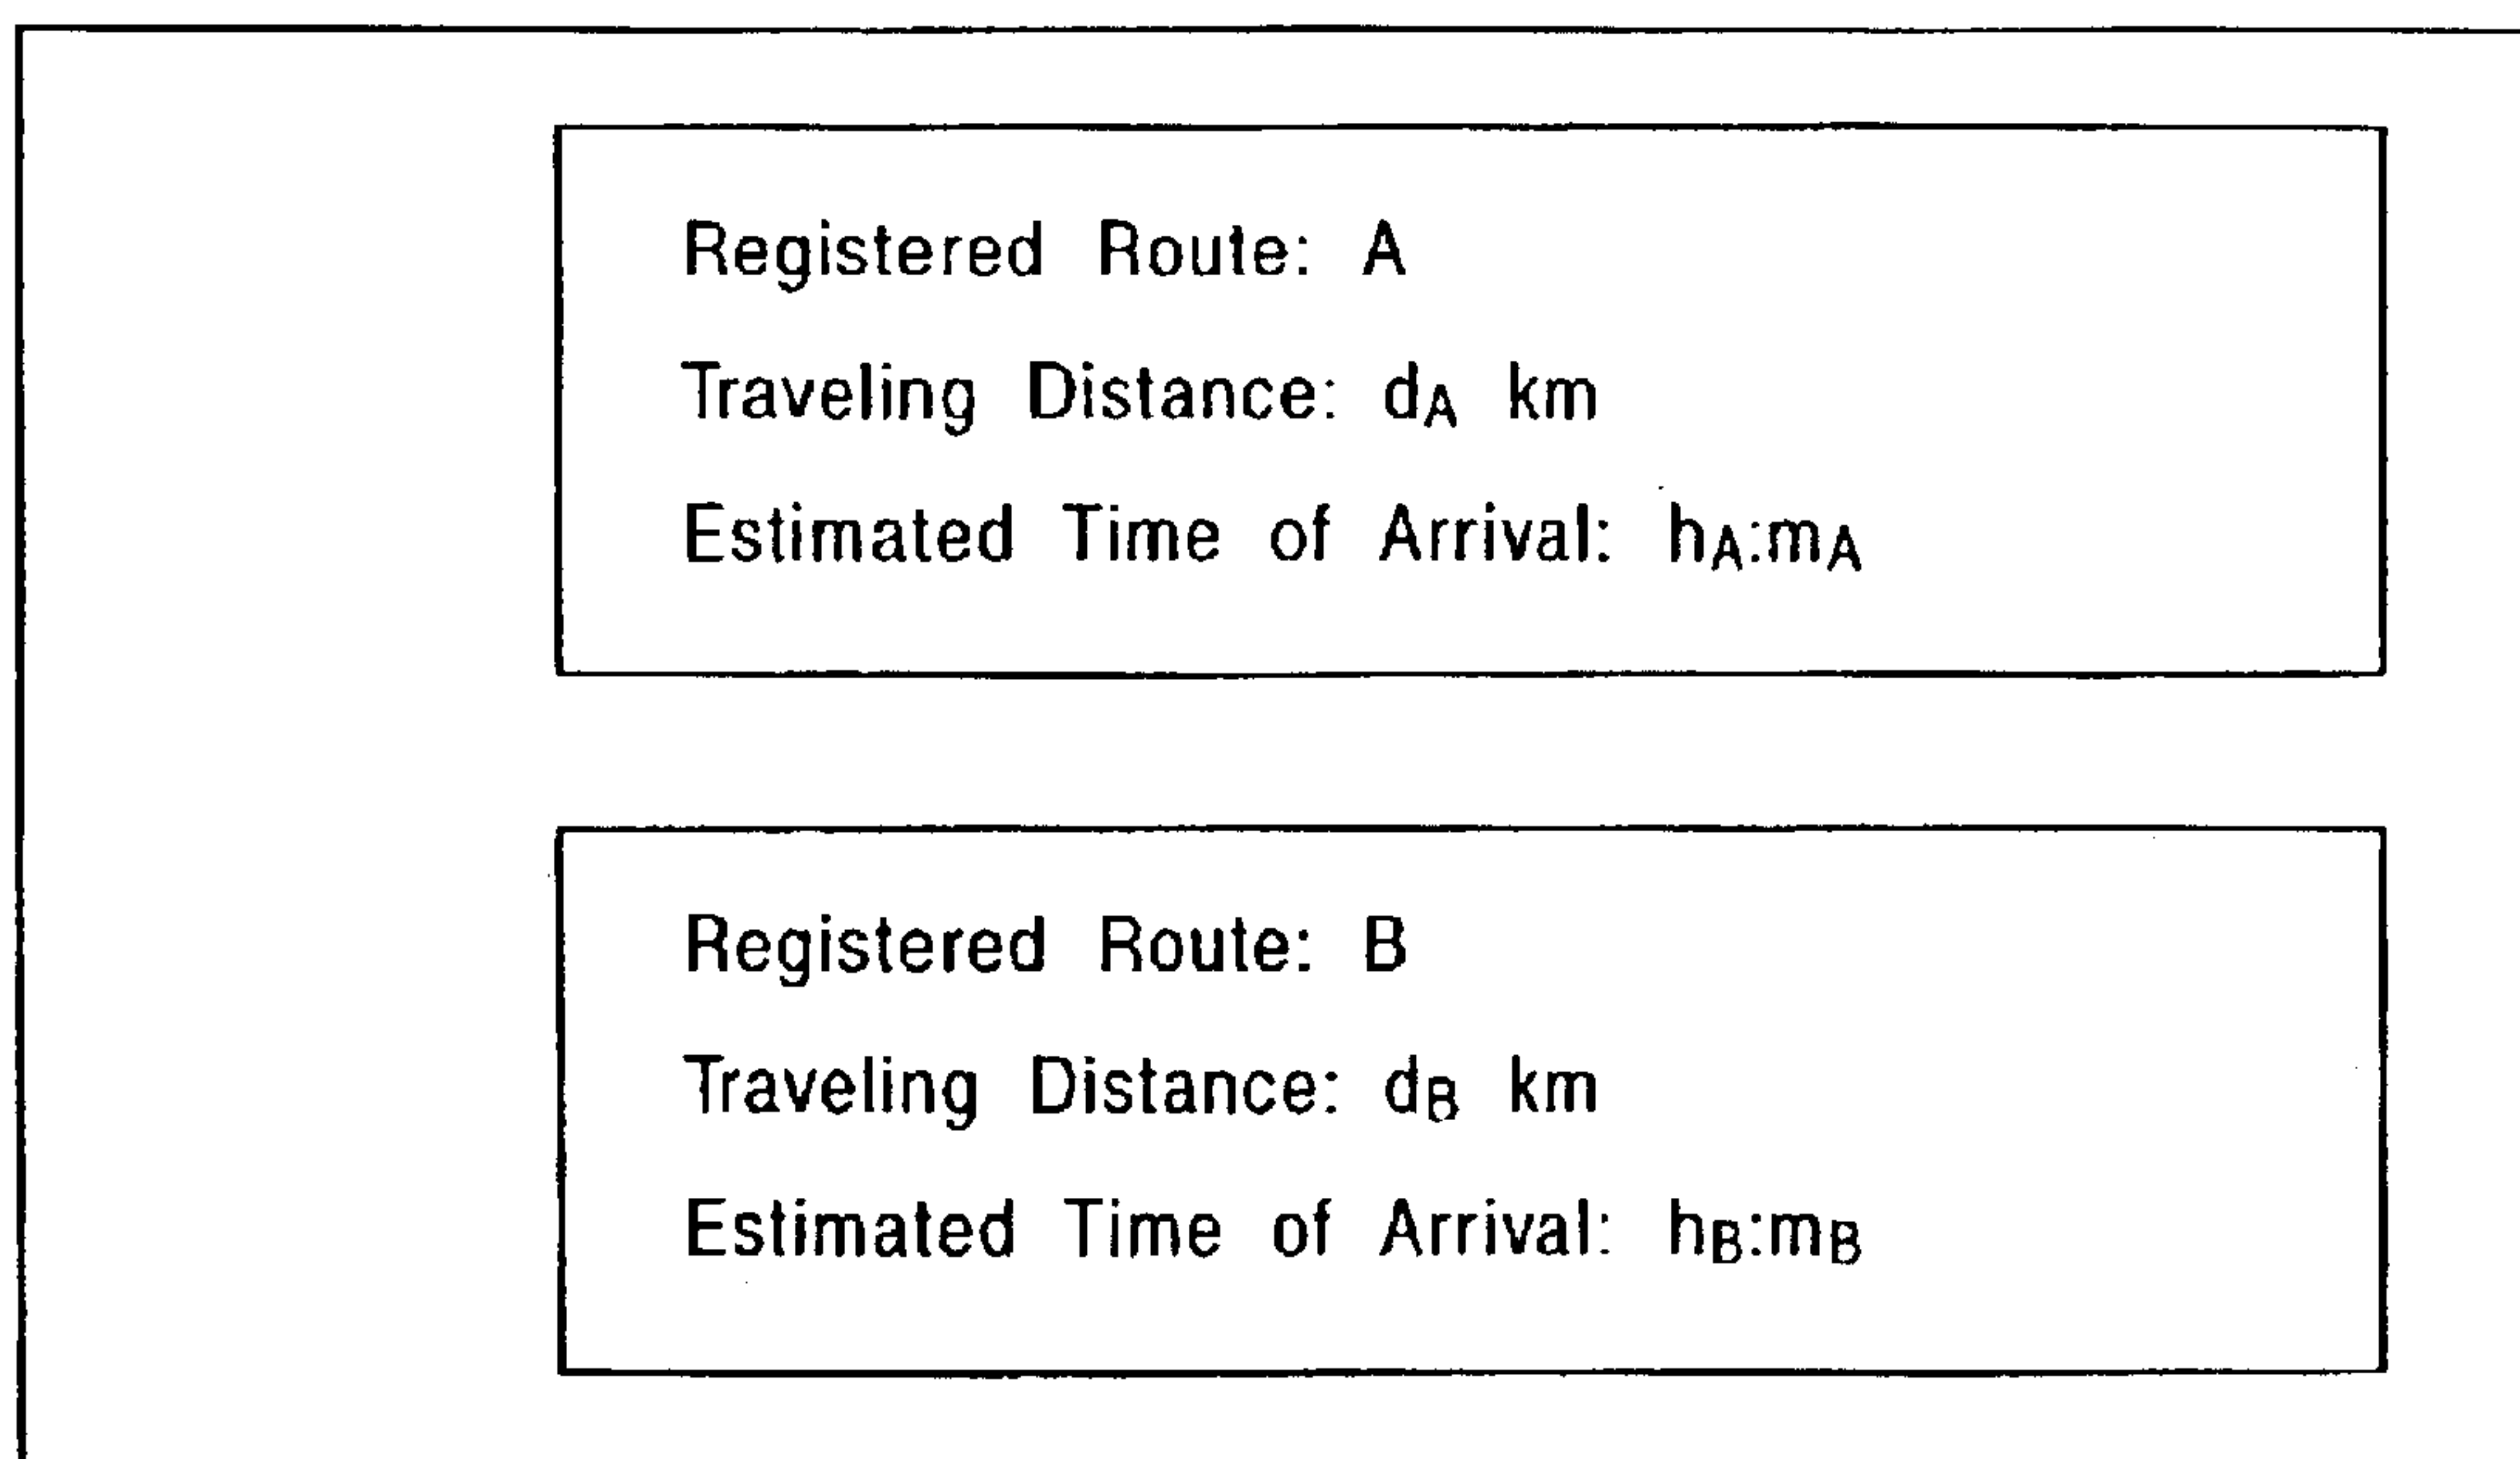 Registered Route: A
Traveling Distance: dA km
Estimated Time of Arrival: hA:mA
Registered Route: B
Traveling Distance: dB km
Estimated Time of Arrival: hB:mB